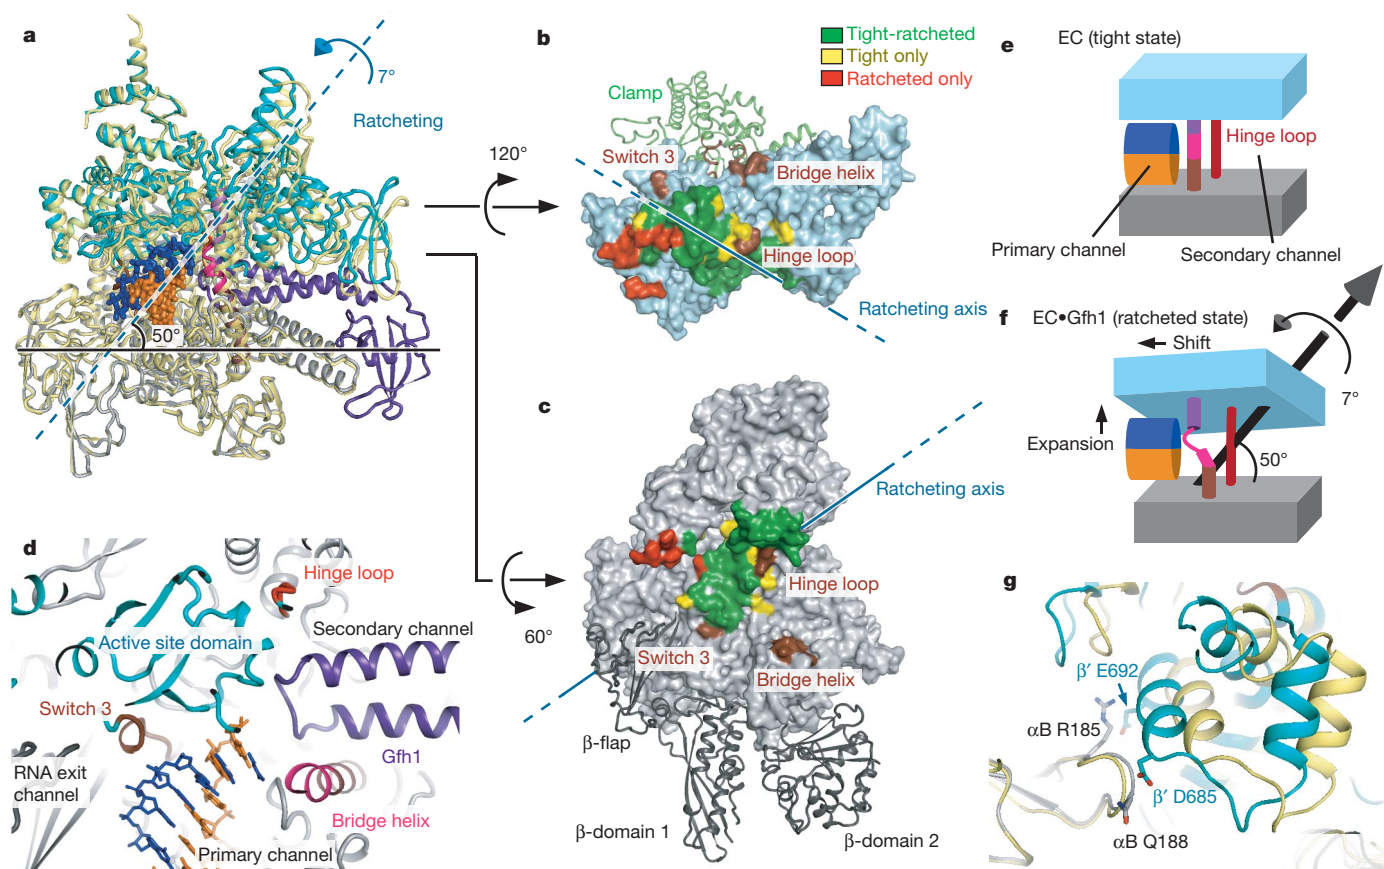 a
7°
Ratcheting
50°
120°
60°
b
Tight-ratcheted
Tight only
Ratcheted only
Clamp
Switch 3
Bridge helix
Hinge loop
Ratcheting axis
c
Ratcheting axis
Hinge loop
Switch 3
Bridge helix
β-flap
β-domain 1
β-domain 2
d
Hinge loop
Secondary channel
Active site domain
Switch 3
Gfh1
RNA exit
channel
Bridge helix
Primary channel
e
EC (tight state)
Hinge loop
Primary channel
Secondary channel
f
EC•Gfh1 (ratcheted state)
Shift
7°
Expansion
50°
g
β′ E692
αB R185
β′ D685
αB Q188